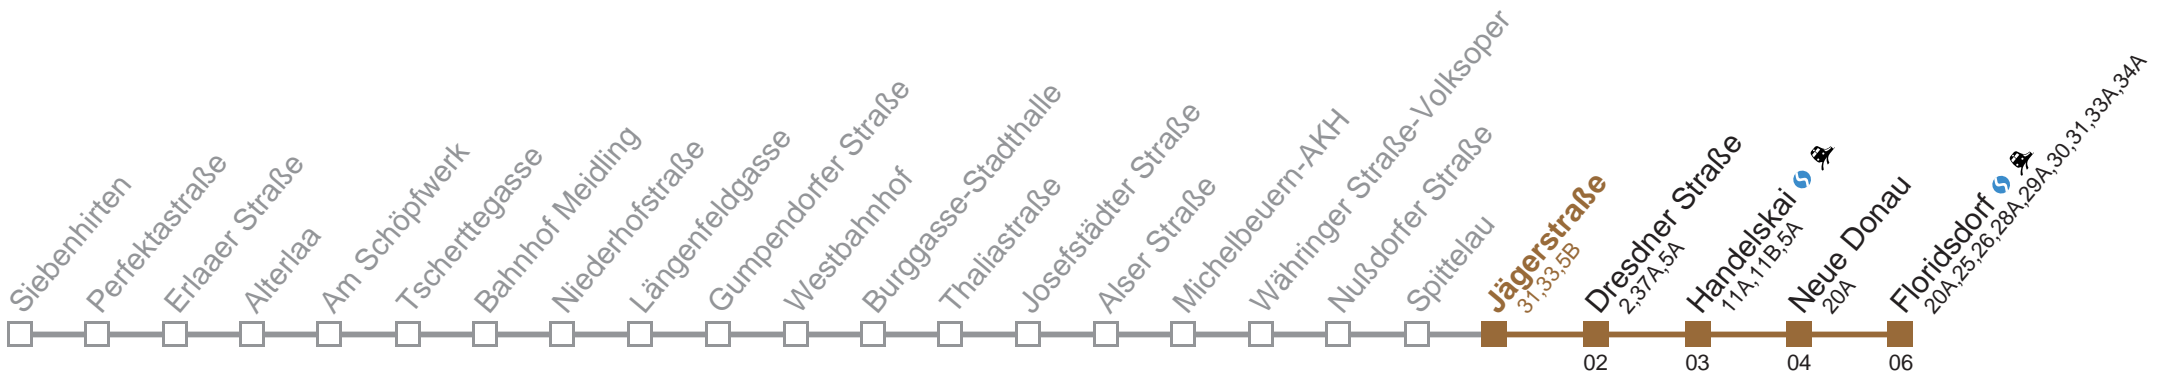 Siebenhirten
Perfektastraße
Erlaaer Straße
Alterlaa
Am Schöpfwerk
Tscherttegasse
Bahnhof Meidling
Niederhofstraße
Längenfeldgasse
Gumpendorfer Straße
Westbahnhof
Burggasse-Stadthalle
Thaliastraße
Josefstädter Straße
Alser Straße
Michelbeuern-AKH
Währinger Straße-Volksoper
Nußdorfer Straße
Spittelau
Jägerstraße
31,33,5B
Dresdner Straße
2,37A,5A
02
Handelskai
11A,11B,5A
03
Neue Donau
20A
04
Floridsdorf
20A,25,26,28A,29A,30,31,33A,34A
06